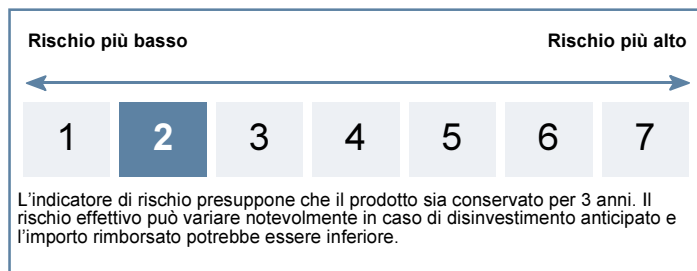 Rischio più basso Rischio più alto
1 2 3 4 5 6 7
L'indicatore di rischio presuppone che il prodotto sia conservato per 3 anni. Il
rischio effettivo può variare notevolmente in caso di disinvestimento anticipato e
l'importo rimborsato potrebbe essere inferiore.